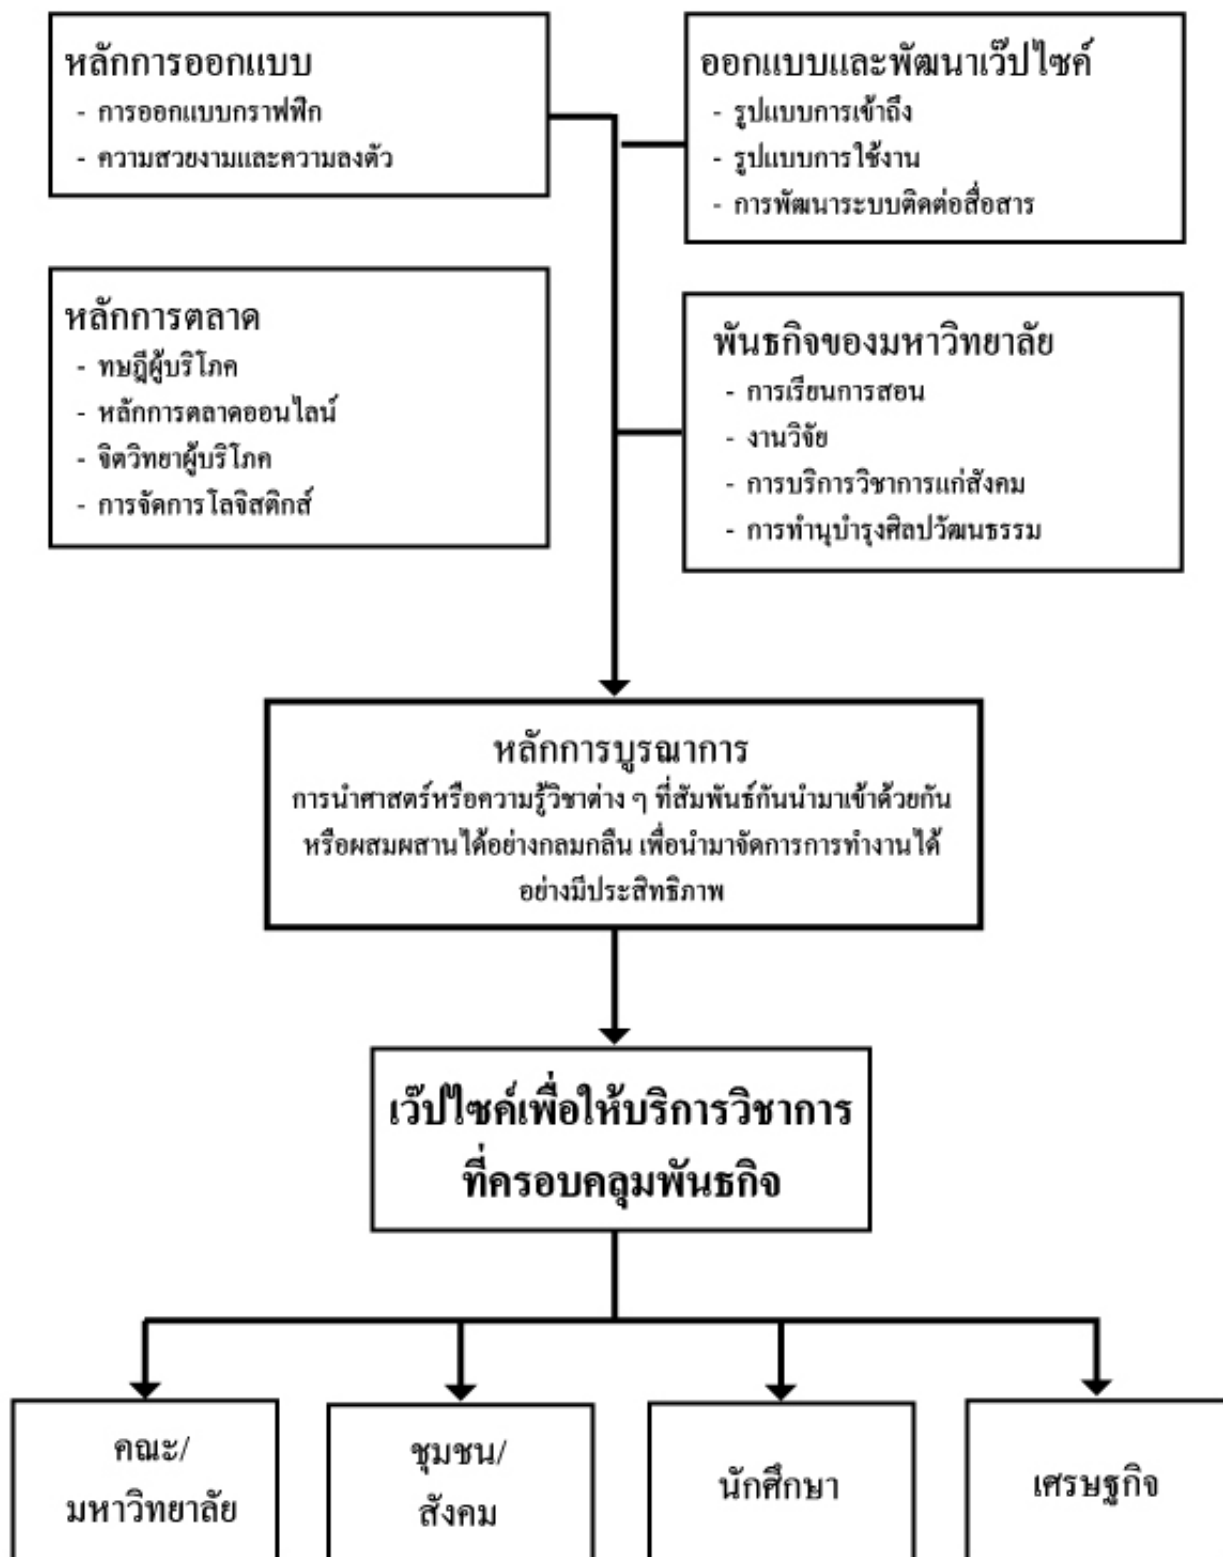 หลักการออกแบบ
- การออกแบบกราฟฟิก
- ความสวยงามและความลงตัว
ออกแบบและพัฒนาเว๊ปไซค์
- รูปแบบการเข้าถึง
- รูปแบบการใช้งาน
- การพัฒนาระบบติดต่อสื่อสาร
หลักการตลาด
- ทษฎีผู้บริโภค
- หลักการตลาดออนไลน์
- จิตวิทยาผู้บริโภค
- การจัดการโลจิสติกส์
พันธกิจของมหาวิทยาลัย
- การเรียนการสอน
- งานวิจัย
- การบริการวิชาการแก่สังคม
- การทำนุบำรุงศิลปวัฒนธรรม
หลักการบูรณาการ
การนำศาสตร์หรือความรู้วิชาต่าง ๆ ที่สัมพันธ์กันนำมาเข้าด้วยกัน
หรือผสมผสานได้อย่างกลมกลืน เพื่อนำมาจัดการการทำงานได้
อย่างมีประสิทธิภาพ
เว๊ปไซค์เพื่อให้บริการวิชาการ
ที่ครอบคลุมพันธกิจ
คณะ/
มหาวิทยาลัย
ชุมชน/
สังคม
นักศึกษา
เศรษฐกิจ